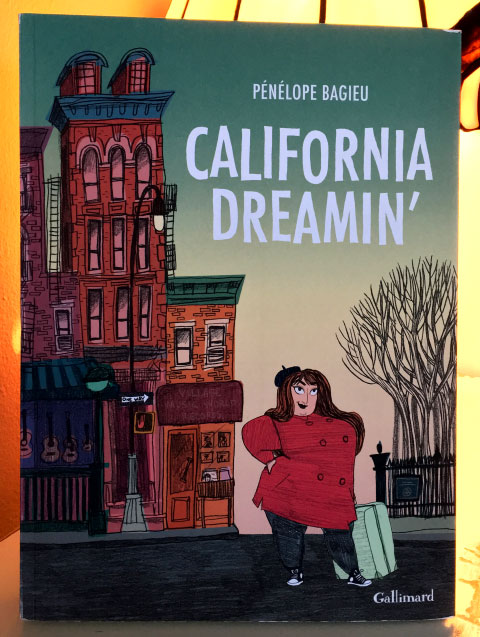 PÉNÉLOPE BAGIEU
CALIFORNIA
DREAMIN'
ONE WAY
Gallimard